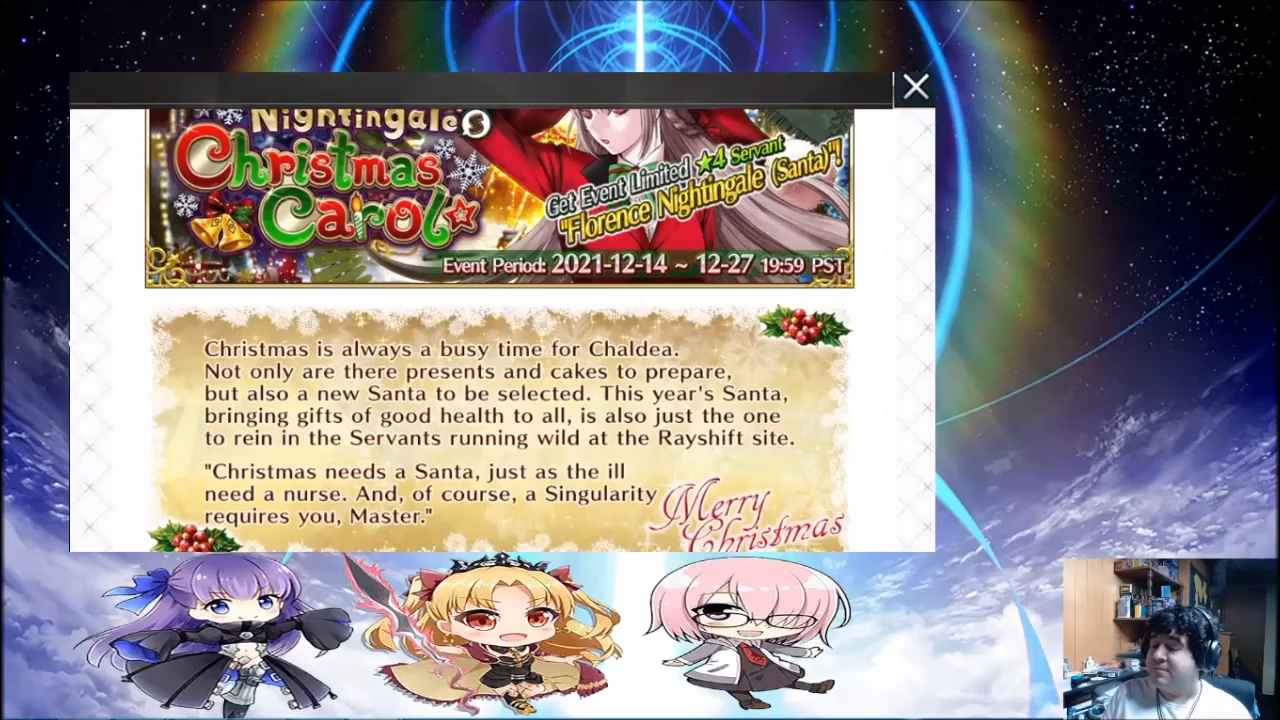 Nightingale's
Christmas
Carol
Get Event Limited ★4 Servant
"Florence Nightingale (Santa)"!
Event Period: 2021-12-14 ~ 12-27 19:59 PST
Christmas is always a busy time for Chaldea.
Not only are there presents and cakes to prepare,
but also a new Santa to be selected. This year's Santa,
bringing gifts of good health to all, is also just the one
to rein in the Servants running wild at the Rayshift site.
"Christmas needs a Santa, just as the ill
need a nurse. And, of course, a Singularity
requires you, Master."
Merry
Christmas